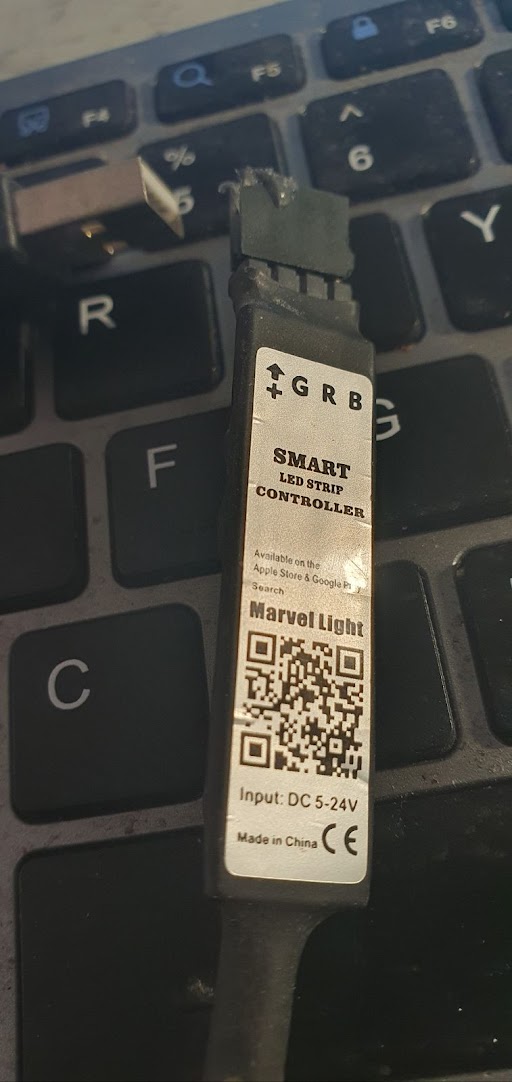 F4
F5
F6
%
5
^
6
R
Y
F
G
C
+ G R B
SMART
LED STRIP
CONTROLLER
Available on the
Apple Store & Google Play
Search
Marvel Light
Input: DC 5-24V
Made in China CE